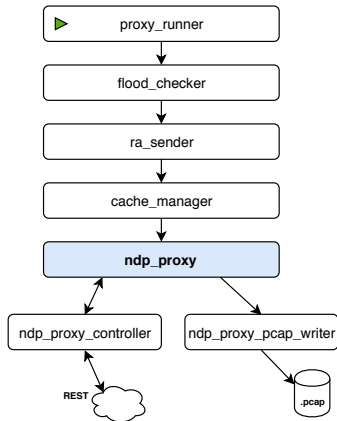 proxy_runner
flood_checker
ra_sender
cache_manager
ndp_proxy
ndp_proxy_controller
ndp_proxy_pcap_writer
REST
.pcap